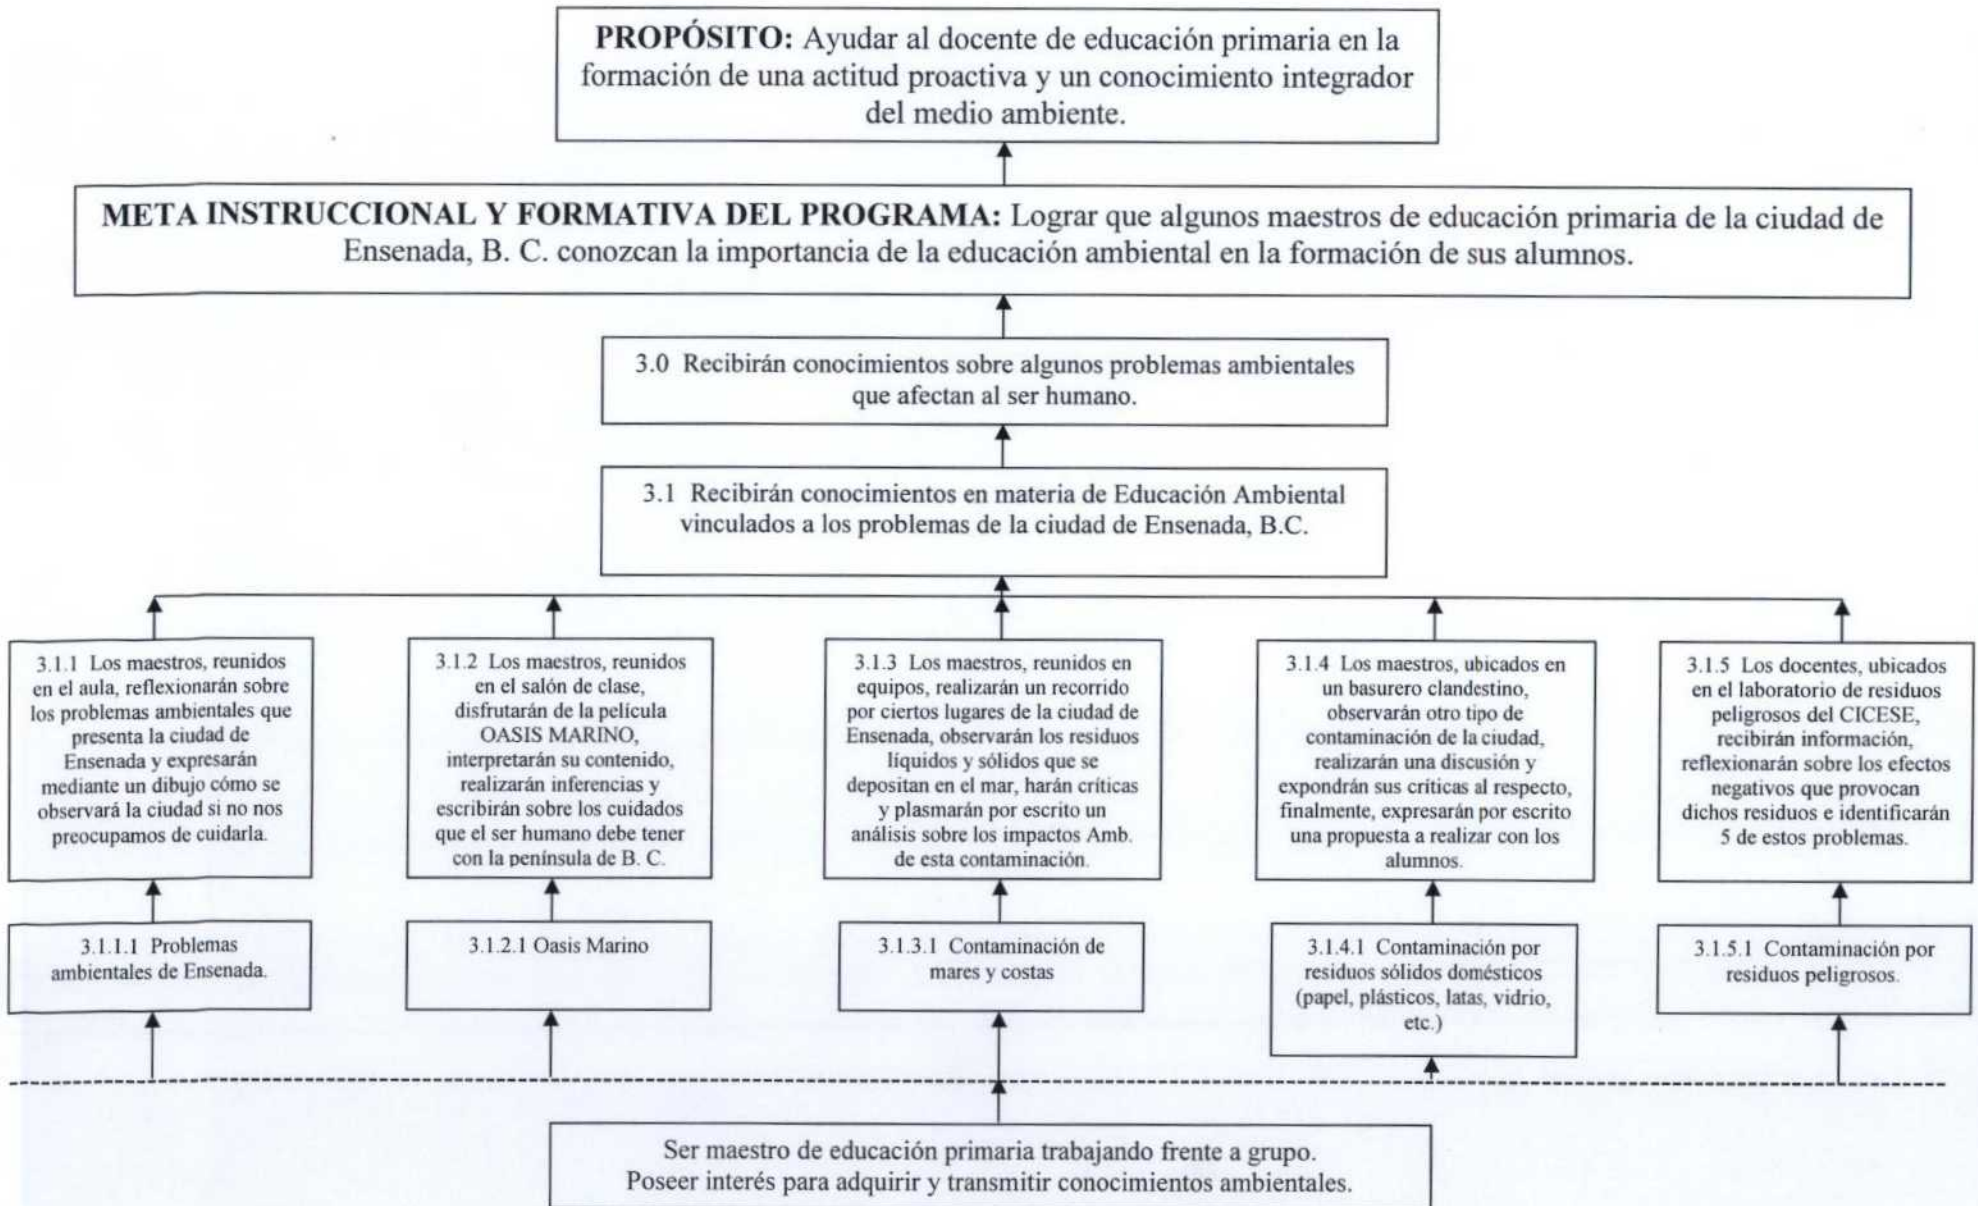 PROPÓSITO: Ayudar al docente de educación primaria en la
formación de una actitud proactiva y un conocimiento integrador
del medio ambiente.
META INSTRUCCIONAL Y FORMATIVA DEL PROGRAMA: Lograr que algunos maestros de educación primaria de la ciudad de
Ensenada, B. C. conozcan la importancia de la educación ambiental en la formación de sus alumnos.
3.0 Recibirán conocimientos sobre algunos problemas ambientales
que afectan al ser humano.
3.1 Recibirán conocimientos en materia de Educación Ambiental
vinculados a los problemas de la ciudad de Ensenada, B.C.
3.1.1 Los maestros, reunidos
en el aula, reflexionarán sobre
los problemas ambientales que
presenta la ciudad de
Ensenada y expresarán
mediante un dibujo cómo se
observará la ciudad si no nos
preocupamos de cuidarla.
3.1.2 Los maestros, reunidos
en el salón de clase,
disfrutarán de la película
OASIS MARINO,
interpretarán su contenido,
realizarán inferencias y
escribirán sobre los cuidados
que el ser humano debe tener
con la península de B. C.
3.1.3 Los maestros, reunidos en
equipos, realizarán un recorrido
por ciertos lugares de la ciudad de
Ensenada, observarán los residuos
líquidos y sólidos que se
depositan en el mar, harán críticas
y plasmarán por escrito un
análisis sobre los impactos Amb.
de esta contaminación.
3.1.4 Los maestros, ubicados en
un basurero clandestino,
observarán otro tipo de
contaminación de la ciudad,
realizarán una discusión y
expondrán sus críticas al respecto,
finalmente, expresarán por escrito
una propuesta a realizar con los
alumnos.
3.1.5 Los docentes, ubicados
en el laboratorio de residuos
peligrosos del CICESE,
recibirán información,
reflexionarán sobre los efectos
negativos que provocan
dichos residuos e identificarán
5 de estos problemas.
3.1.1.1 Problemas
ambientales de Ensenada.
3.1.2.1 Oasis Marino
3.1.3.1 Contaminación de
mares y costas
3.1.4.1 Contaminación por
residuos sólidos domésticos
(papel, plásticos, latas, vidrio,
etc.)
3.1.5.1 Contaminación por
residuos peligrosos.
Ser maestro de educación primaria trabajando frente a grupo.
Poseer interés para adquirir y transmitir conocimientos ambientales.